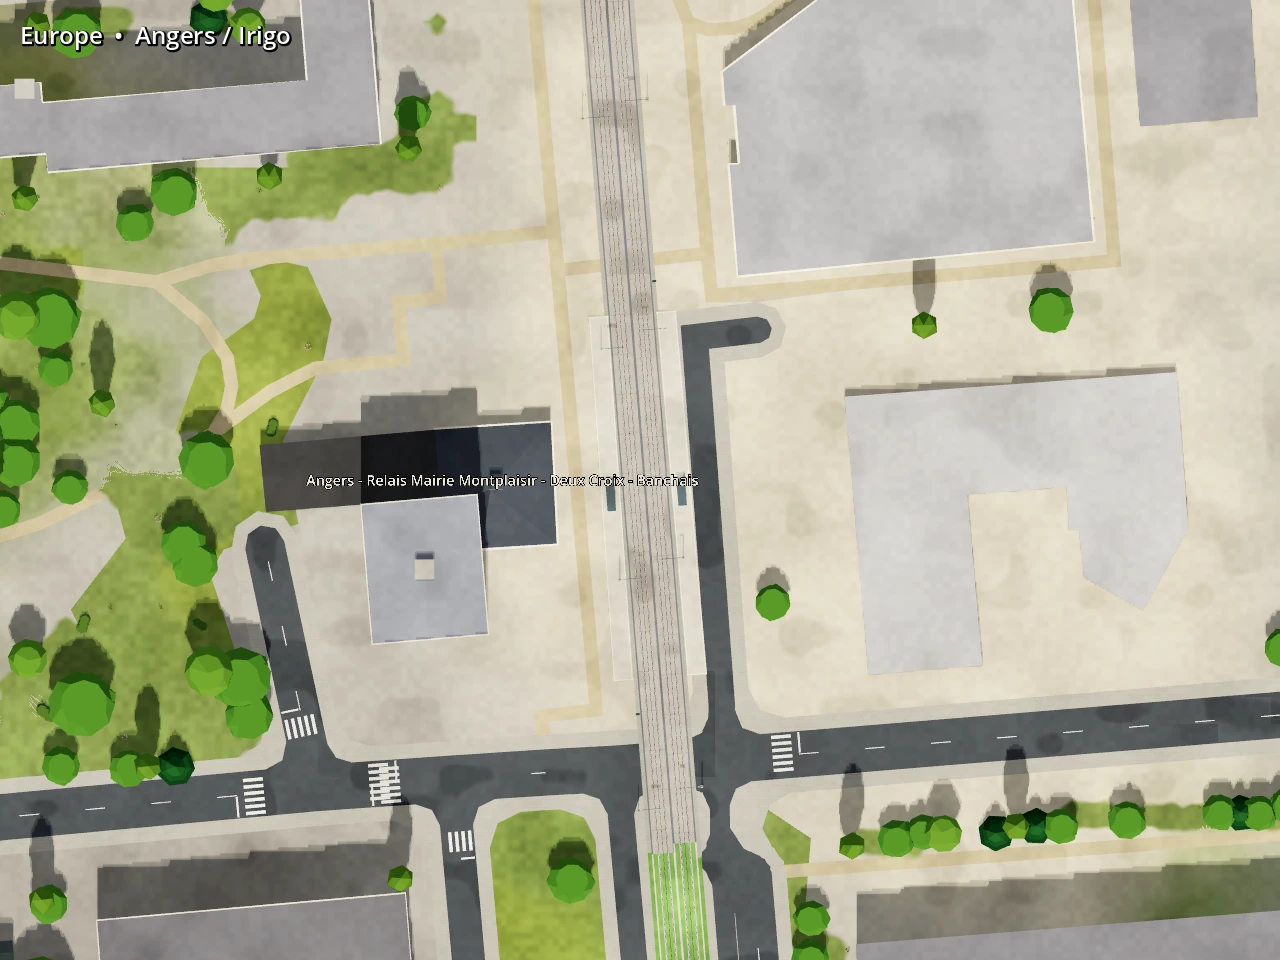 Europe • Angers / Irigo
Angers - Relais Mairie Montplaisir - Deux Croix - Banchais